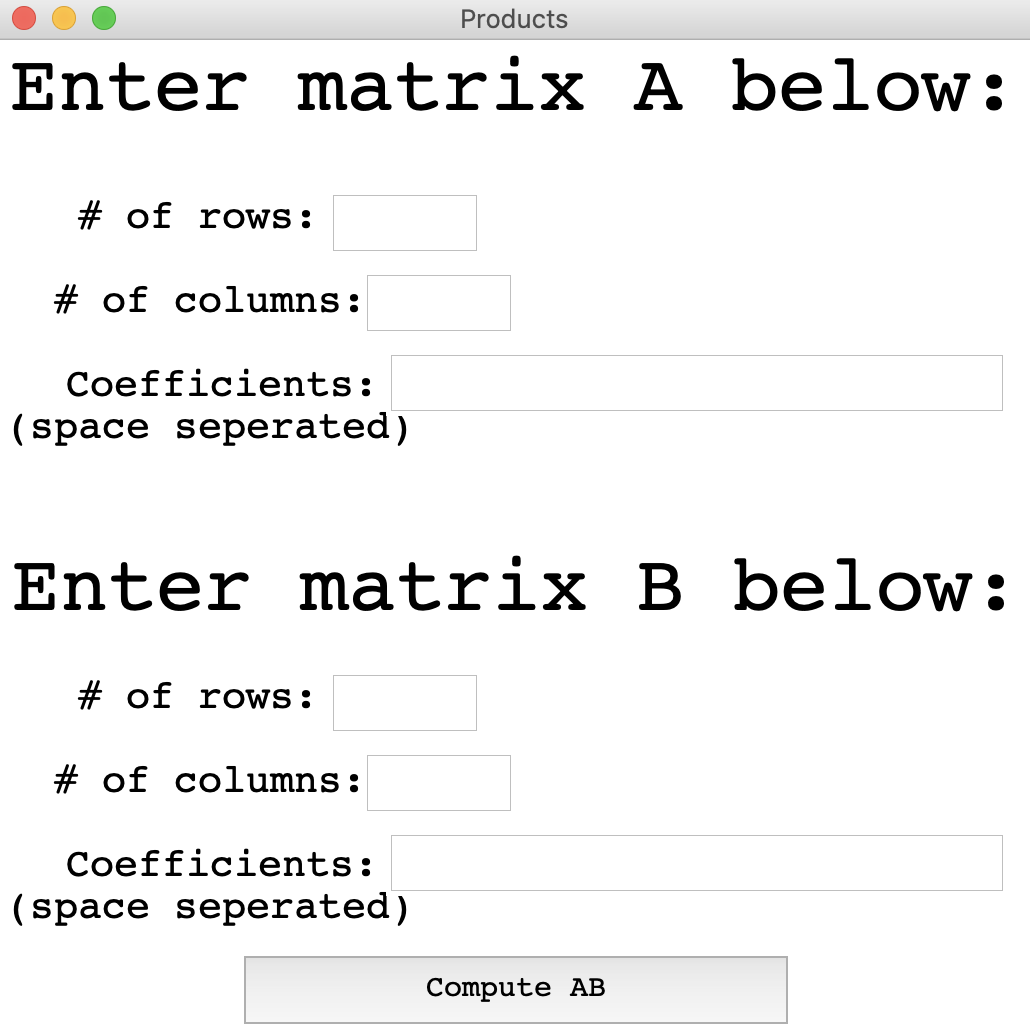 Products
Enter matrix A below:
# of rows:
# of columns:
Coefficients:
(space seperated)
Enter matrix B below:
# of rows:
# of columns:
Coefficients:
(space seperated)
Compute AB